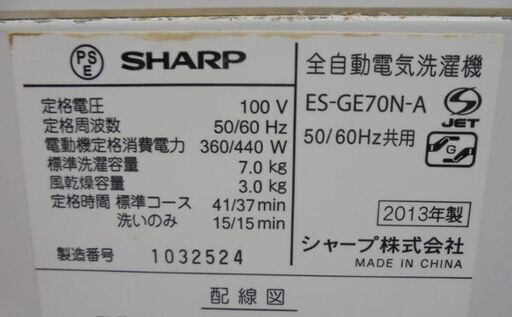 PS
E
SHARP
定格電圧 100 V
定格周波数 50/60 Hz
電動機定格消費電力 360/440 W
標準洗濯容量 7.0 kg
風乾燥容量 3.0 kg
定格時間 標準コース 41/37 min
洗いのみ 15/15 min
製造番号 1032524
全自動電気洗濯機
ES-GE70N-A
S
JET
50/60Hz共用
G
2013年製
シャープ株式会社
MADE IN CHINA
配線図